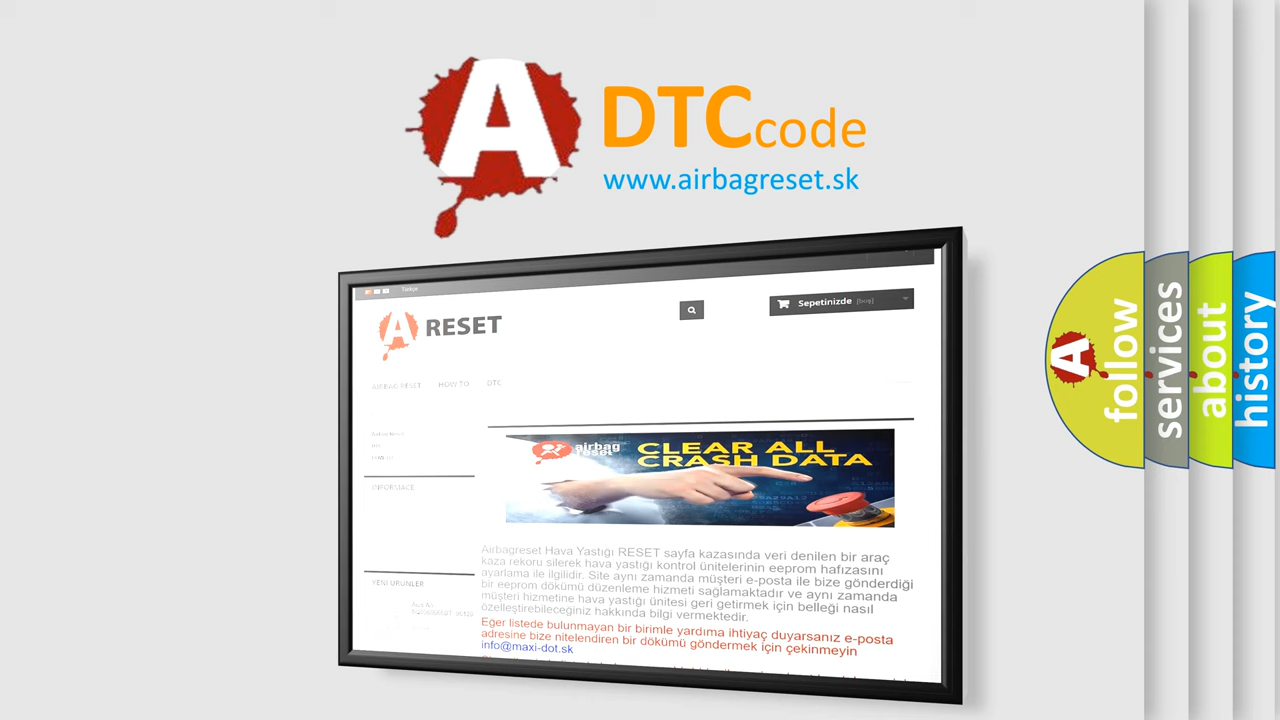 A
DTC code
www.airbagreset.sk
Türkçe
A RESET
Sepetinizde [boş]
AIRBAG RESET HOW TO DTC
INFORMACE
airbag
reset
CLEAR ALL
CRASH DATA
Airbagreset Hava Yastığı RESET sayfa kazasında veri denilen bir araç
kaza rekoru silerek hava yastığı kontrol ünitelerinin eeprom hafızasını
ayarlama ile ilgilidir. Site aynı zamanda müşteri e-posta ile bize gönderdiği
bir eeprom dökümü düzenleme hizmeti sağlamaktadır ve aynı zamanda
müşteri hizmetine hava yastığı ünitesi geri getirmek için belleği nasıl
özelleştirebileceğiniz hakkında bilgi vermektedir.
Eğer listede bulunmayan bir birimle yardıma ihtiyaç duyarsanız e-posta
adresine bize nitelendiren bir dökümü göndermek için çekinmeyin
info@maxi-dot.sk
YENI ÜRÜNLER
A
follow
services
about
history